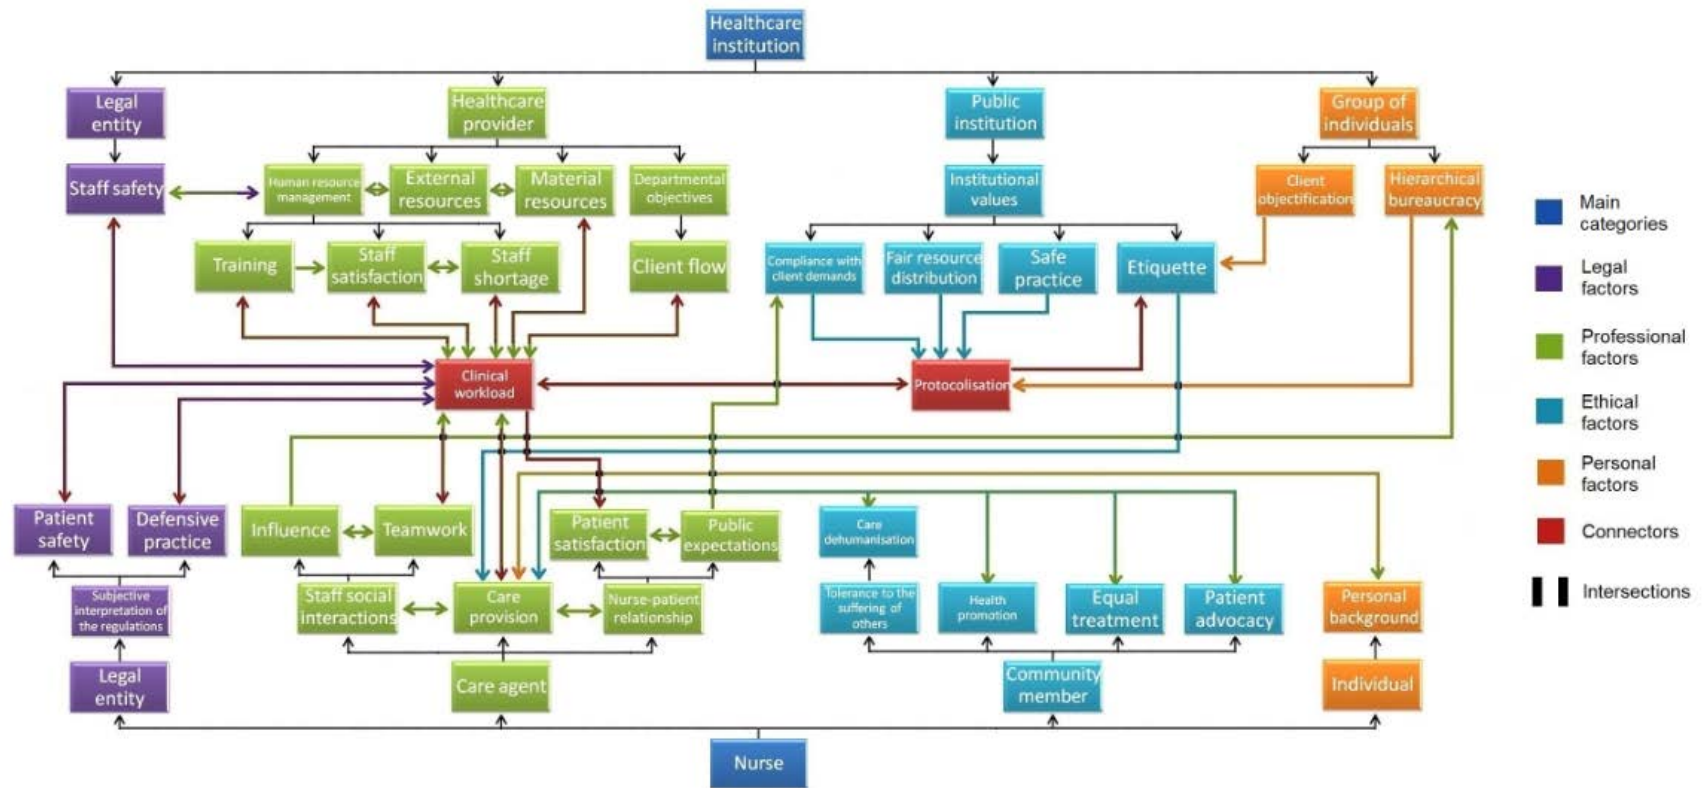 Healthcare
institution
Legal
entity
Healthcare
provider
Public
institution
Group of
individuals
Staff safety
Human resource
management
External
resources
Material
resources
Departmental
objectives
Institutional
values
Client
objectification
Hierarchical
bureaucracy
Main
categories
Training
Staff
satisfaction
Staff
shortage
Client flow
Compliance with
client demands
Fair resource
distribution
Safe
practice
Etiquette
Legal
factors
Professional
factors
Clinical
workload
Protocolisation
Ethical
factors
Personal
factors
Patient
safety
Defensive
practice
Influence
Teamwork
Patient
satisfaction
Public
expectations
Care
dehumanisation
Connectors
Subjective
interpretation of
the regulations
Staff social
interactions
Care
provision
Nurse-patient
relationship
Tolerance to the
suffering of
others
Health
promotion
Equal
treatment
Patient
advocacy
Personal
background
Intersections
Legal
entity
Care agent
Community
member
Individual
Nurse